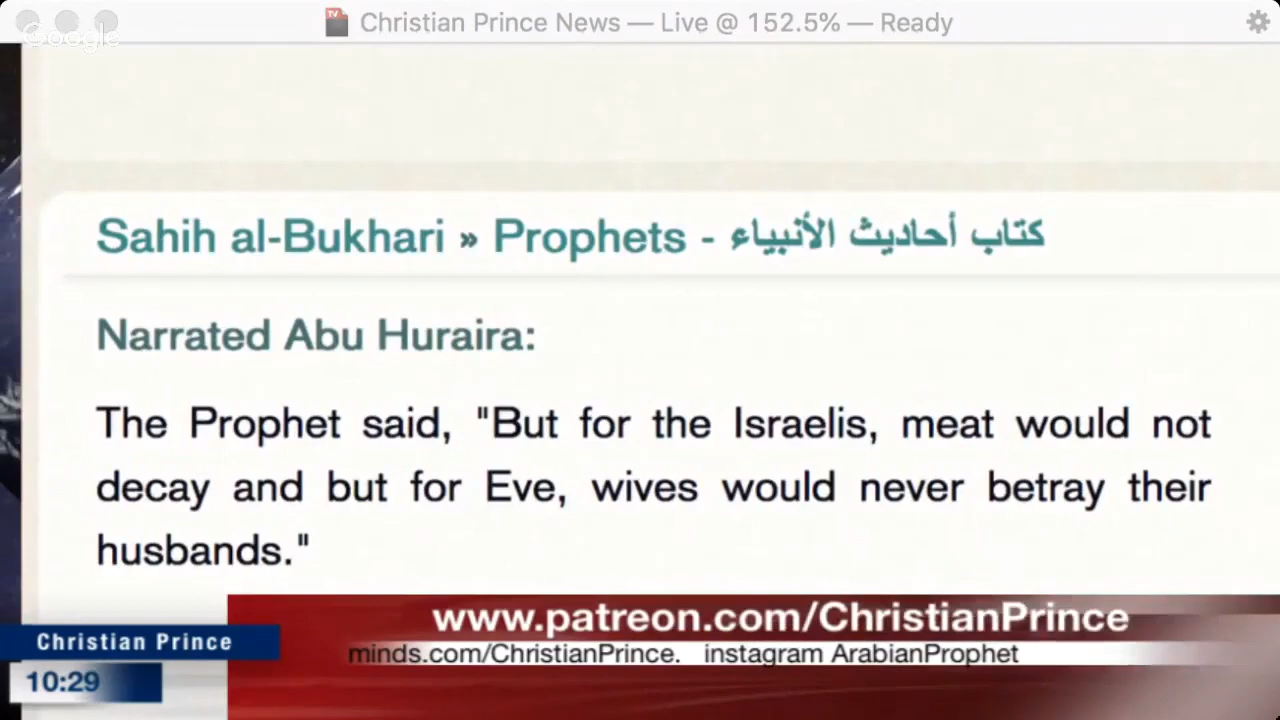 Christian Prince News — Live @ 152.5% — Ready
Google
TV
Sahih al-Bukhari » Prophets - كتاب أحاديث الأنبياء
Narrated Abu Huraira:
The Prophet said, "But for the Israelis, meat would not
decay and but for Eve, wives would never betray their
husbands."
www.patreon.com/ChristianPrince
Christian Prince
minds.com/ChristianPrince. instagram ArabianProphet
10:29